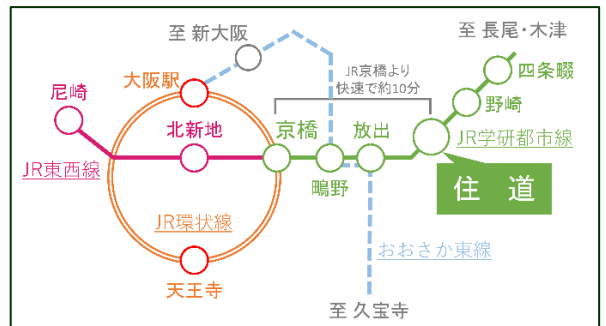 至 新大阪
至 長尾・木津
大阪駅
JR京橋より
快速で約10分
四条畷
尼崎
北新地
京橋
放出
野崎
JR東西線
鴫野
JR学研都市線
住 道
JR環状線
おおさか東線
天王寺
至 久宝寺